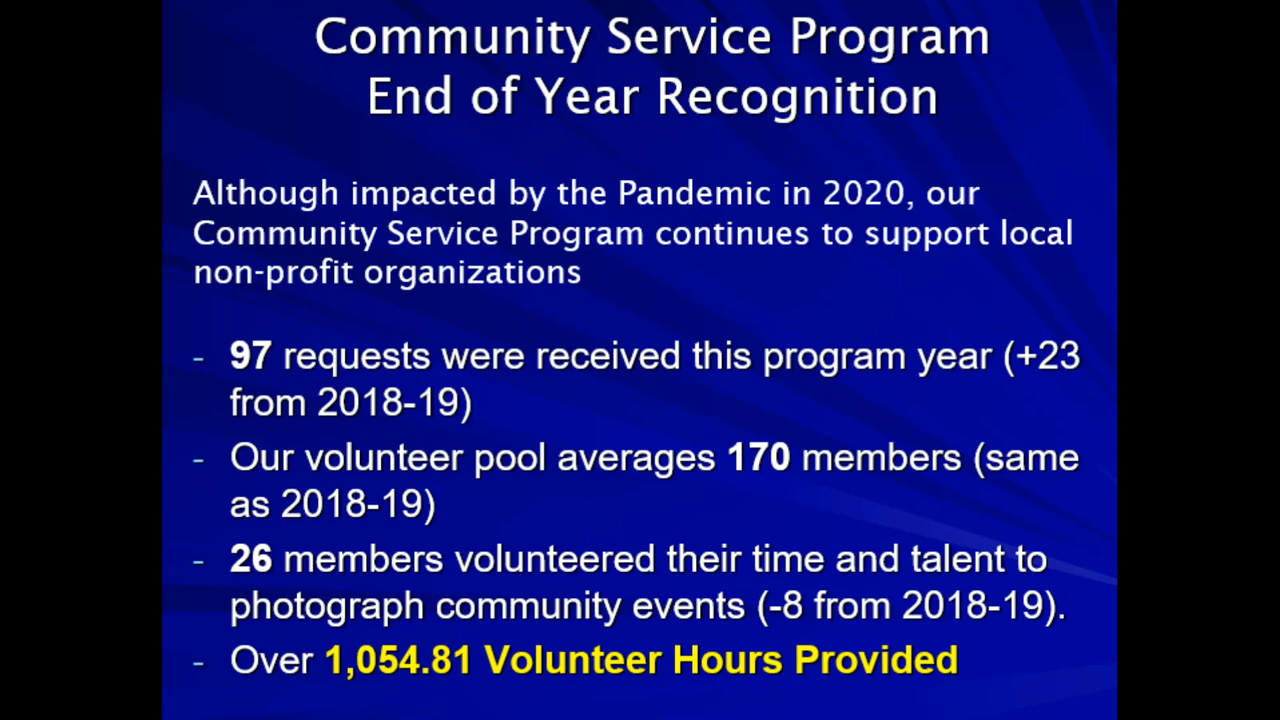 Community Service Program
End of Year Recognition
Although impacted by the Pandemic in 2020, our
Community Service Program continues to support local
non-profit organizations
- 97 requests were received this program year (+23
from 2018-19)
- Our volunteer pool averages 170 members (same
as 2018-19)
- 26 members volunteered their time and talent to
photograph community events (-8 from 2018-19).
- Over 1,054.81 Volunteer Hours Provided